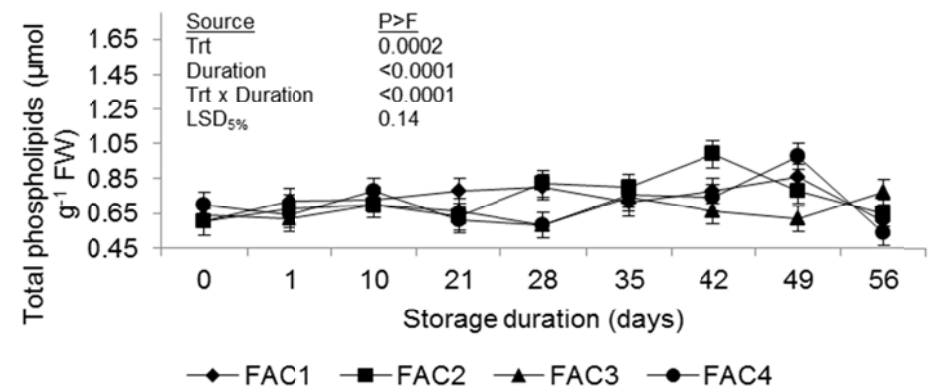 Total phospholipids (µmol
g⁻¹ FW)
1.65
1.45
1.25
1.05
0.85
0.65
0.45
Source P>F
Trt 0.0002
Duration <0.0001
Trt x Duration <0.0001
LSD5% 0.14
0 1 10 21 28 35 42 49 56
Storage duration (days)
FAC1 FAC2 FAC3 FAC4